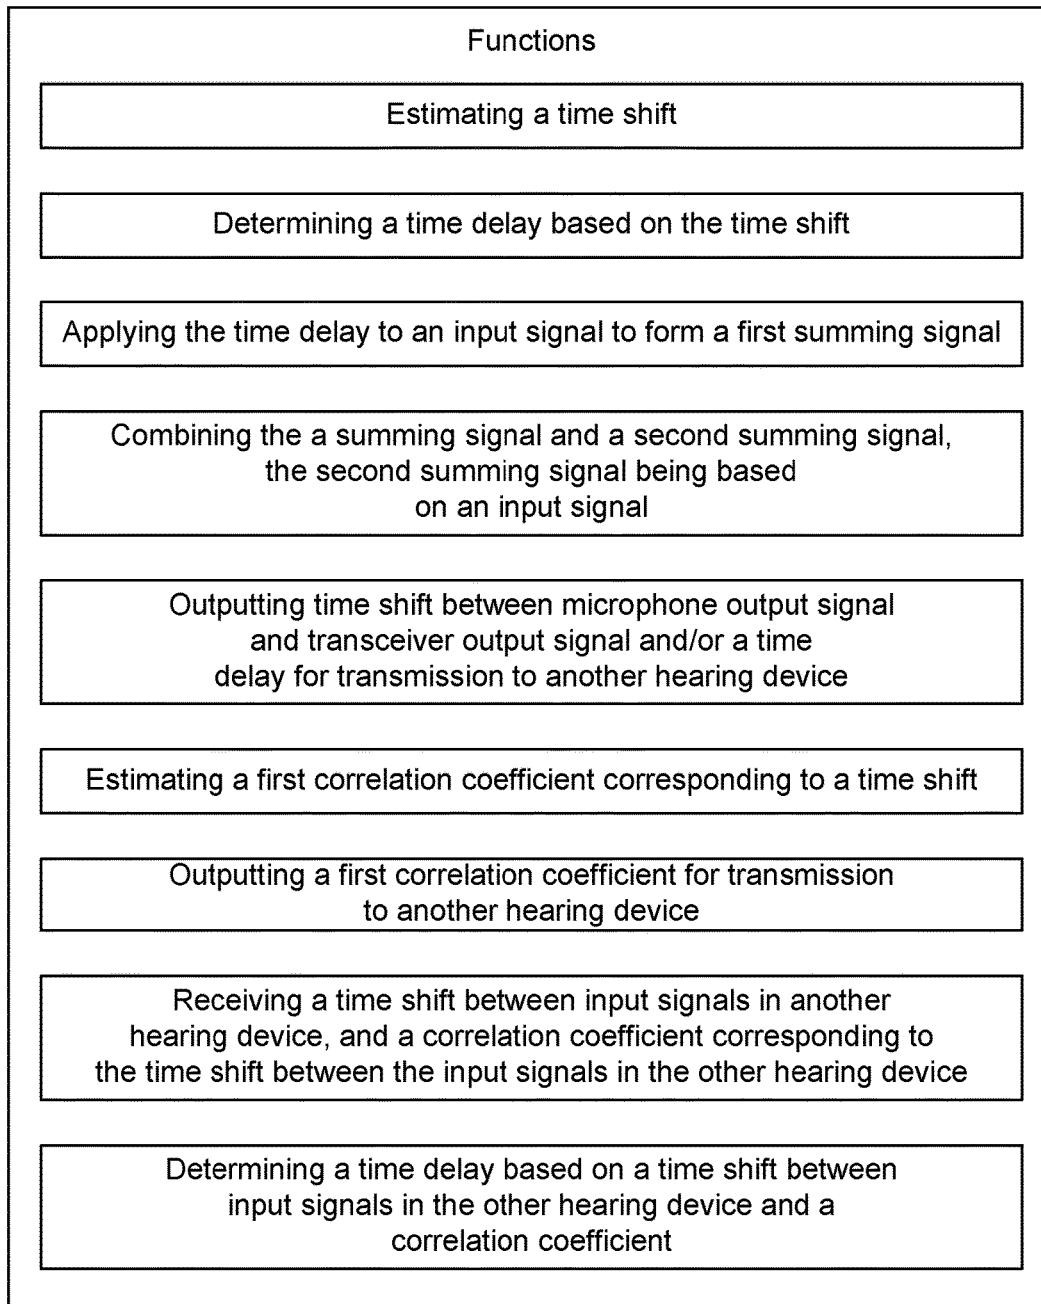 Functions
Estimating a time shift
Determining a time delay based on the time shift
Applying the time delay to an input signal to form a first summing signal
Combining the a summing signal and a second summing signal,
the second summing signal being based
on an input signal
Outputting time shift between microphone output signal
and transceiver output signal and/or a time
delay for transmission to another hearing device
Estimating a first correlation coefficient corresponding to a time shift
Outputting a first correlation coefficient for transmission
to another hearing device
Receiving a time shift between input signals in another
hearing device, and a correlation coefficient corresponding to
the time shift between the input signals in the other hearing device
Determining a time delay based on a time shift between
input signals in the other hearing device and a
correlation coefficient